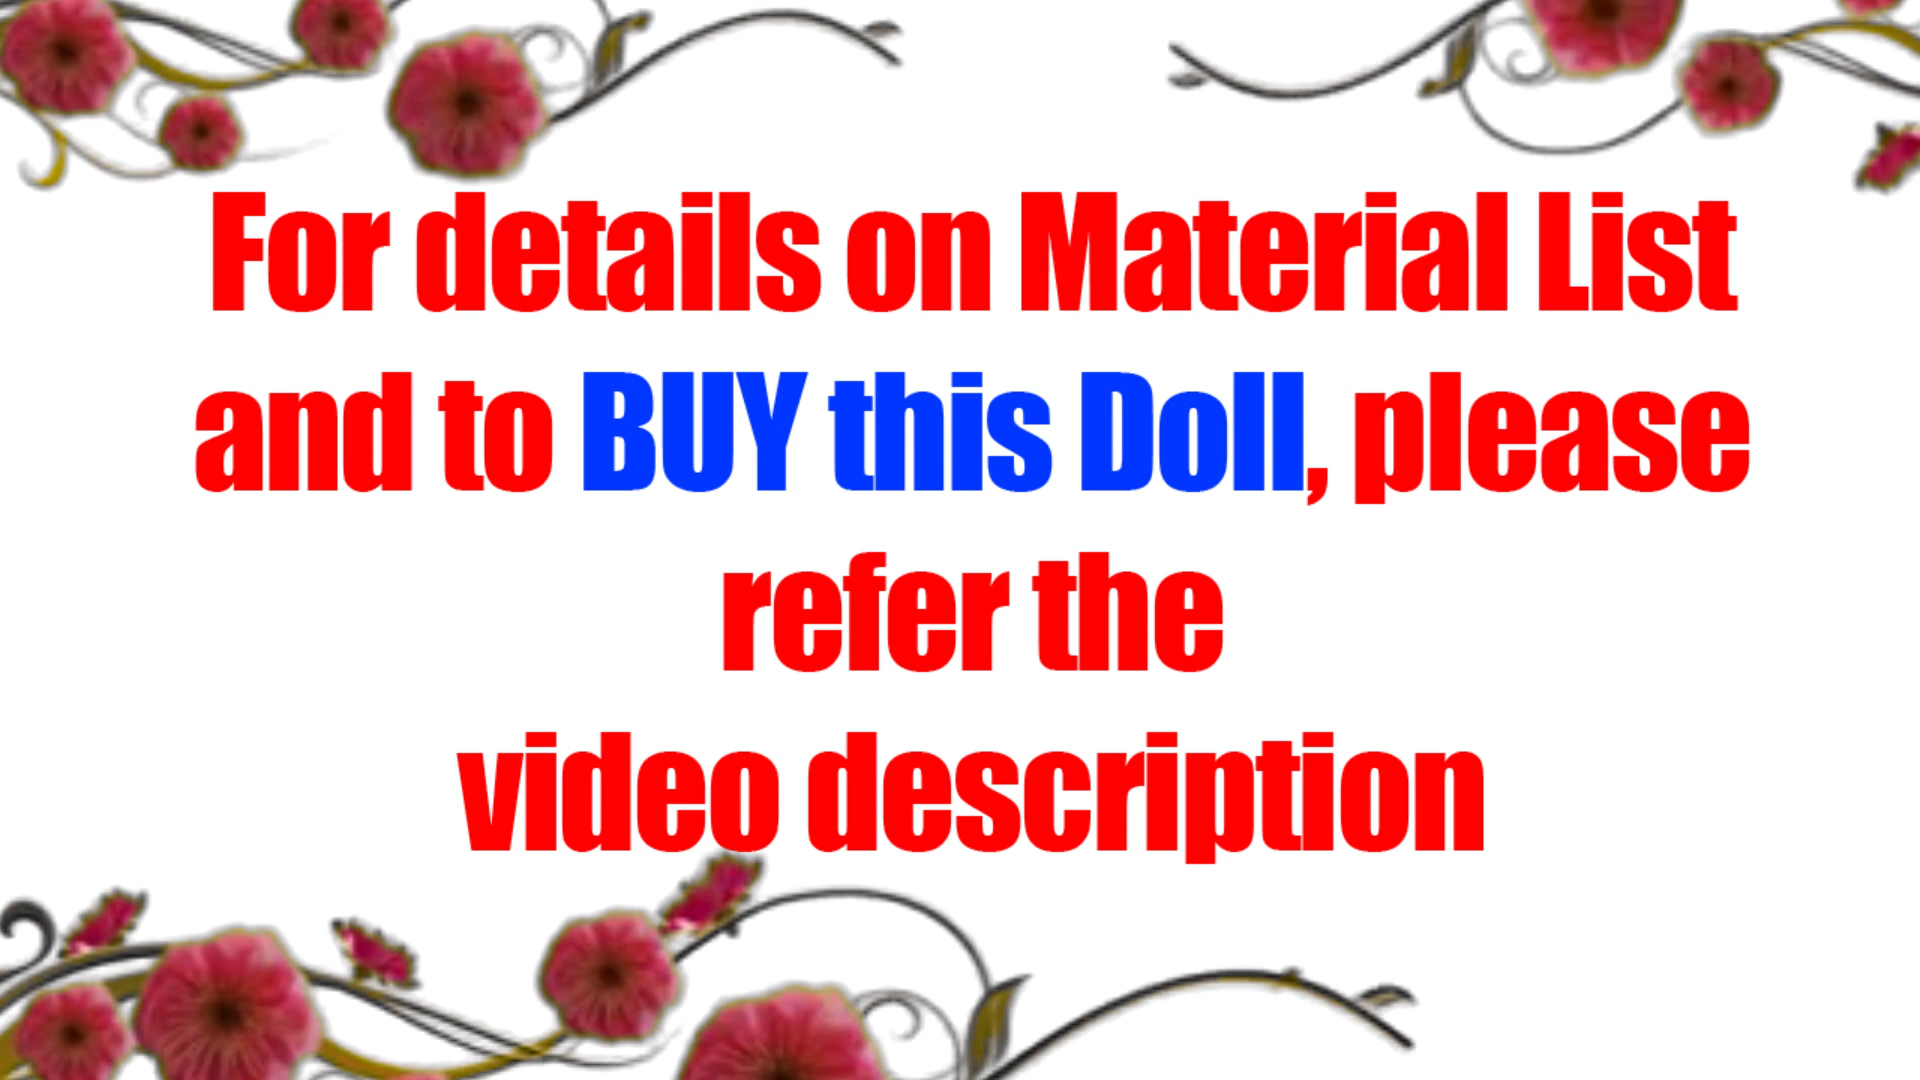 For details on Material List
and to BUY this Doll, please
refer the
video description